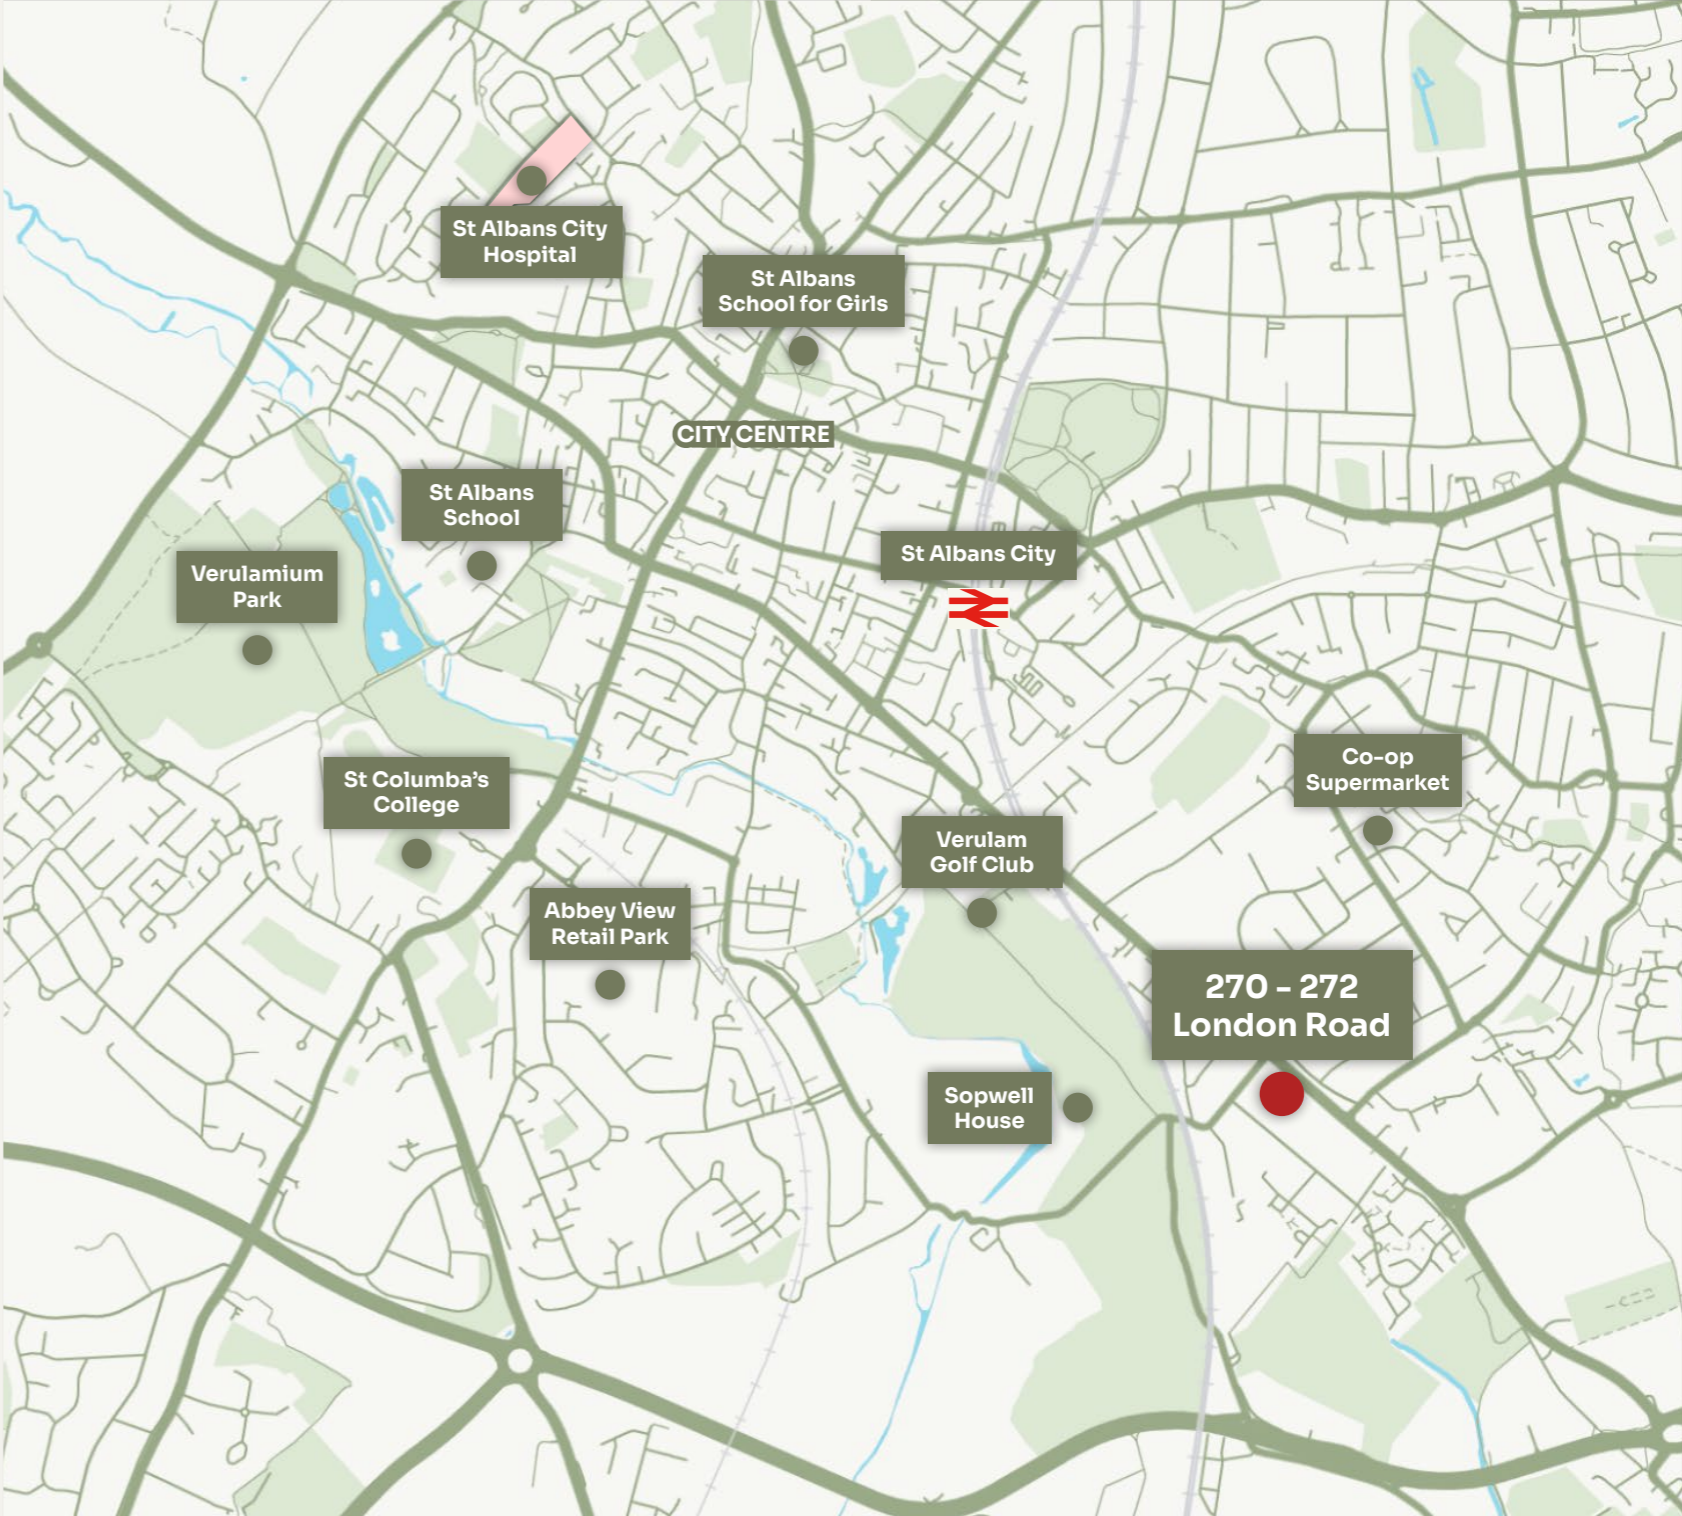 St Albans City
Hospital
St Albans
School for Girls
CITY CENTRE
St Albans
School
St Albans City
Verulamium
Park
Co-op
Supermarket
St Columba’s
College
Verulam
Golf Club
Abbey View
Retail Park
270 - 272
London Road
Sopwell
House